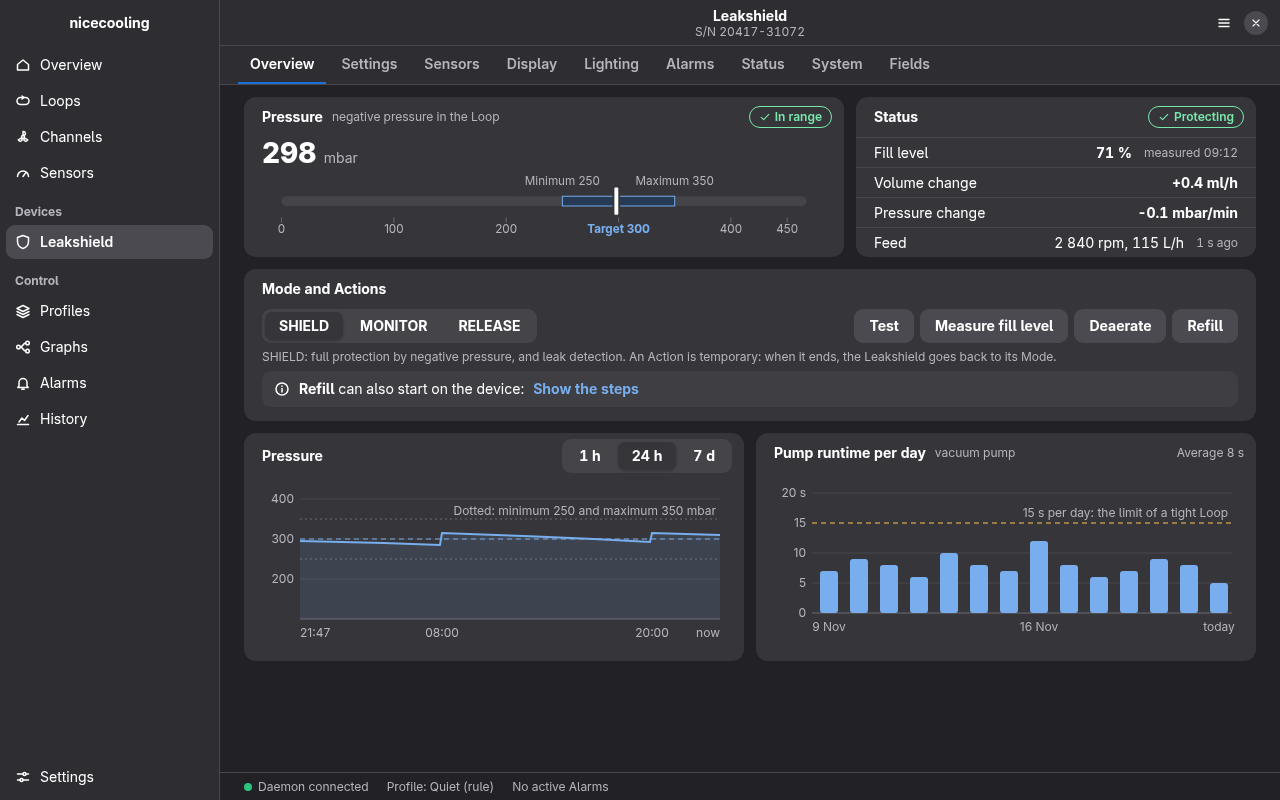 nicecooling
Leakshield
S/N 20417-31072
Overview
Loops
Channels
Sensors
Devices
Leakshield
Control
Profiles
Graphs
Alarms
History
Settings
Overview Settings Sensors Display Lighting Alarms Status System Fields
Pressure negative pressure in the Loop In range
298 mbar
Minimum 250 Maximum 350
0 100 200 Target 300 400 450
Status Protecting
Fill level 71 % measured 09:12
Volume change +0.4 ml/h
Pressure change -0.1 mbar/min
Feed 2 840 rpm, 115 L/h 1 s ago
Mode and Actions
SHIELD MONITOR RELEASE Test Measure fill level Deaerate Refill
SHIELD: full protection by negative pressure, and leak detection. An Action is temporary: when it ends, the Leakshield goes back to its Mode.
Refill can also start on the device: Show the steps
Pressure 1 h 24 h 7 d
400
Dotted: minimum 250 and maximum 350 mbar
300
200
21:47 08:00 20:00 now
Pump runtime per day vacuum pump Average 8 s
20 s
15 s per day: the limit of a tight Loop
15
10
5
0
9 Nov 16 Nov today
Daemon connected Profile: Quiet (rule) No active Alarms